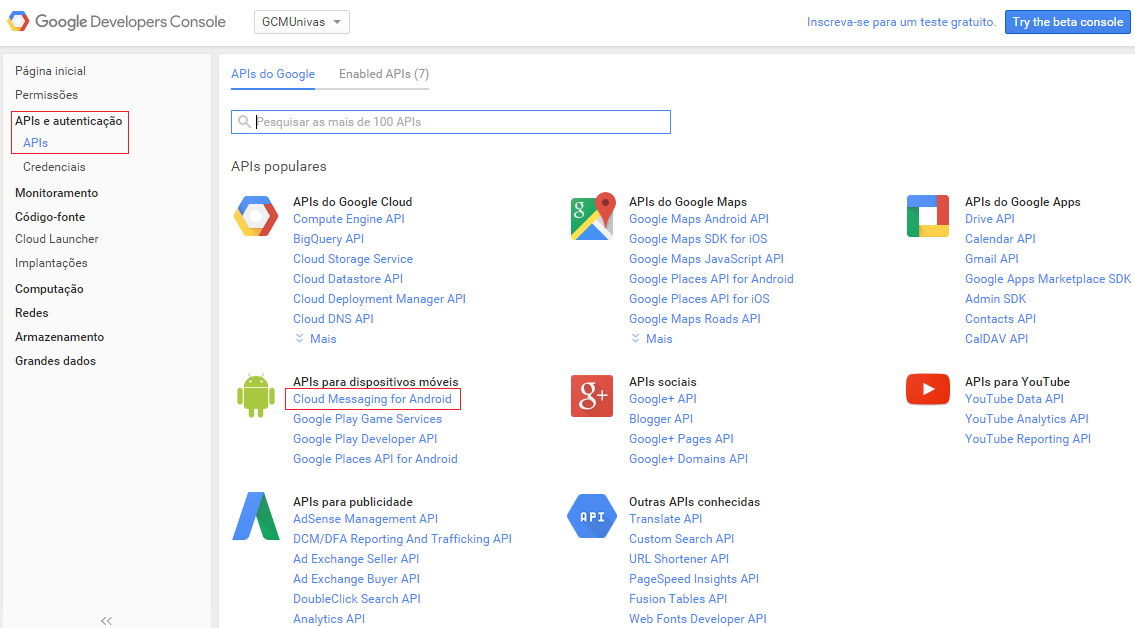 Google Developers Console
GCMUnivas
Inscreva-se para um teste gratuito.
Try the beta console
Página inicial
Permissões
APIs e autenticação
APIs
Credenciais
Monitoramento
Código-fonte
Cloud Launcher
Implantações
Computação
Redes
Armazenamento
Grandes dados
APIs do Google
Enabled APIs (7)
Pesquisar as mais de 100 APIs
APIs populares
APIs do Google Cloud
Compute Engine API
BigQuery API
Cloud Storage Service
Cloud Datastore API
Cloud Deployment Manager API
Cloud DNS API
Mais
g
APIs do Google Maps
Google Maps Android API
Google Maps SDK for iOS
Google Maps JavaScript API
Google Places API for Android
Google Places API for iOS
Google Maps Roads API
Mais
APIs do Google Apps
Drive API
Calendar API
Gmail API
Google Apps Marketplace SDK
Admin SDK
Contacts API
CalDAV API
APIs para dispositivos móveis
Cloud Messaging for Android
Google Play Game Services
Google Play Developer API
Google Places API for Android
g+
APIs sociais
Google+ API
Blogger API
Google+ Pages API
Google+ Domains API
APIs para YouTube
YouTube Data API
YouTube Analytics API
YouTube Reporting API
APIs para publicidade
AdSense Management API
DCM/DFA Reporting And Trafficking API
Ad Exchange Seller API
Ad Exchange Buyer API
DoubleClick Search API
Analytics API
API
Outras APIs conhecidas
Translate API
Custom Search API
URL Shortener API
PageSpeed Insights API
Fusion Tables API
Web Fonts Developer API